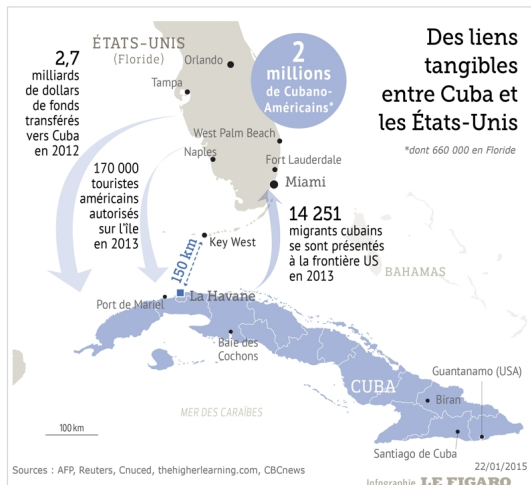 Des liens
tangibles
entre Cuba et
les États-Unis
*dont 660 000 en Floride
ÉTATS-UNIS
(Floride)
2
millions
de Cubano-
Américains*
2,7
milliards
de dollars
de fonds
transférés
vers Cuba
en 2012
170 000
touristes
américains
autorisés
sur l'île
en 2013
Orlando
Tampa
West Palm Beach
Naples
Fort Lauderdale
Miami
14 251
migrants cubains
se sont présentés
à la frontière US
en 2013
Key West
150 km
BAHAMAS
Port de Mariel
La Havane
Baie des
Cochons
Guantanamo (USA)
CUBA
Biran
MER DES CARAÏBES
100 km
Santiago de Cuba
22/01/2015
Sources : AFP, Reuters, Cnuced, thehigherlearning.com, CBCnews
Infographie LE FIGARO